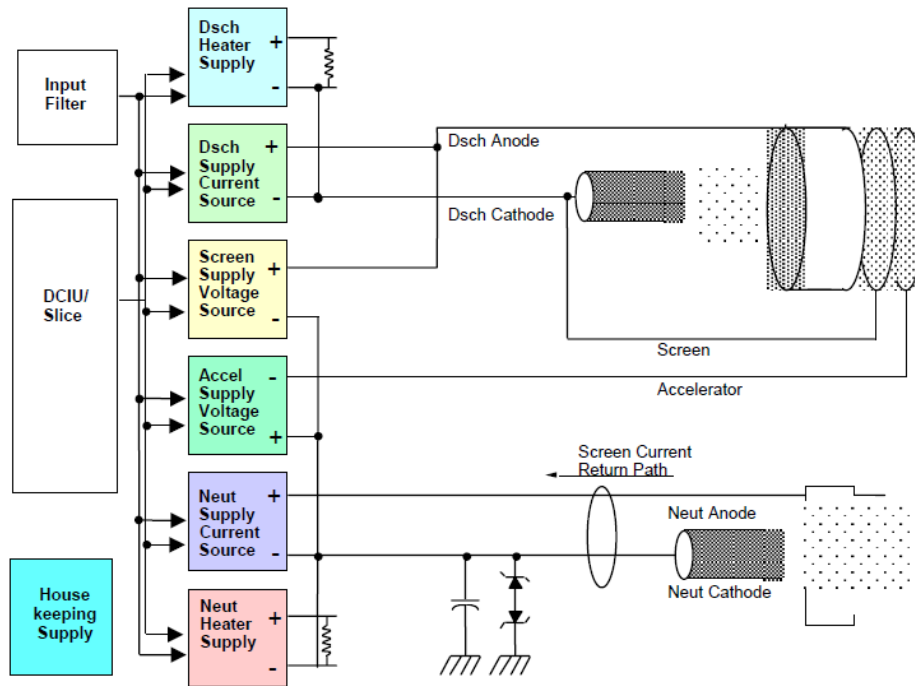 Dsch
Heater
Supply
+
-
Input
Filter
Dsch
Supply
Current
Source
+
-
Dsch Anode
Dsch Cathode
DCIU/
Slice
Screen
Supply
Voltage
Source
+
-
Screen
Accel
Supply
Voltage
Source
-
+
Accelerator
Screen Current
Return Path
Neut
Supply
Current
Source
+
-
Neut Anode
Neut Cathode
House
keeping
Supply
Neut
Heater
Supply
+
-